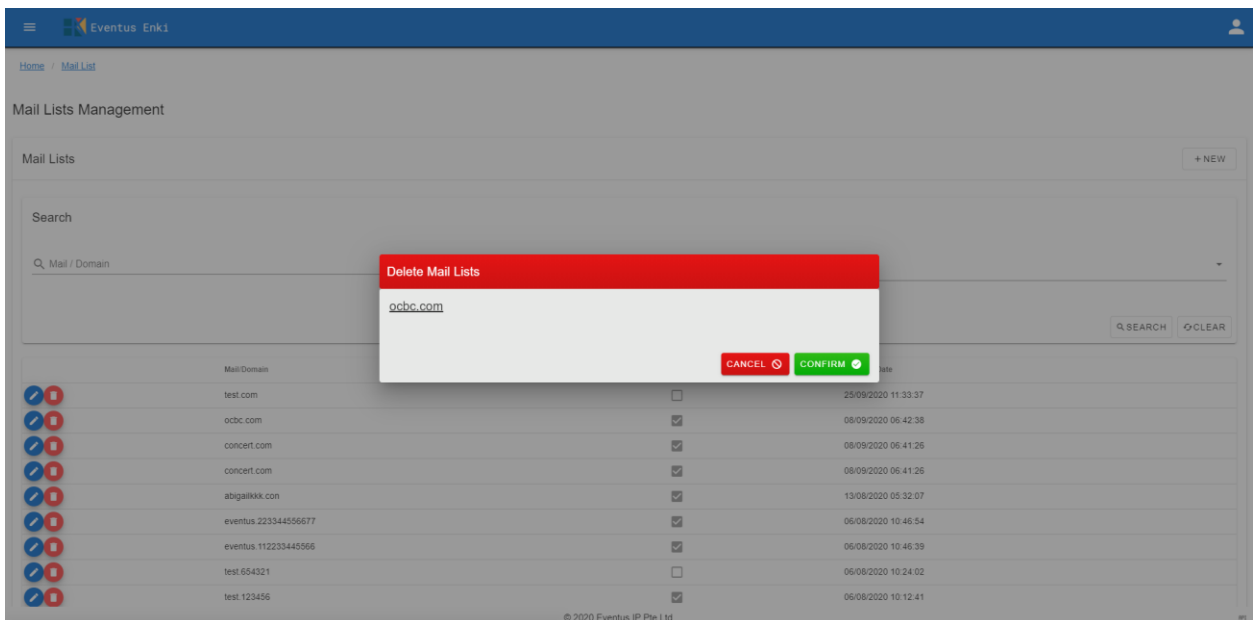 Eventus Enki
Home / Mail List
Mail Lists Management
Mail Lists
+ NEW
Search
Mail / Domain
Delete Mail Lists
ocbc.com
CANCEL CONFIRM
SEARCH CLEAR
Mail/Domain
test.com 25/09/2020 11:33:37
ocbc.com 08/09/2020 06:42:38
concert.com 08/09/2020 06:41:26
concert.com 08/09/2020 06:41:26
abigailkkk.con 13/08/2020 05:32:07
eventus.223344556677 06/08/2020 10:46:54
eventus.112233445566 06/08/2020 10:46:39
test.654321 06/08/2020 10:24:02
test.123456 06/08/2020 10:12:41
© 2020 Eventus IP Pte Ltd